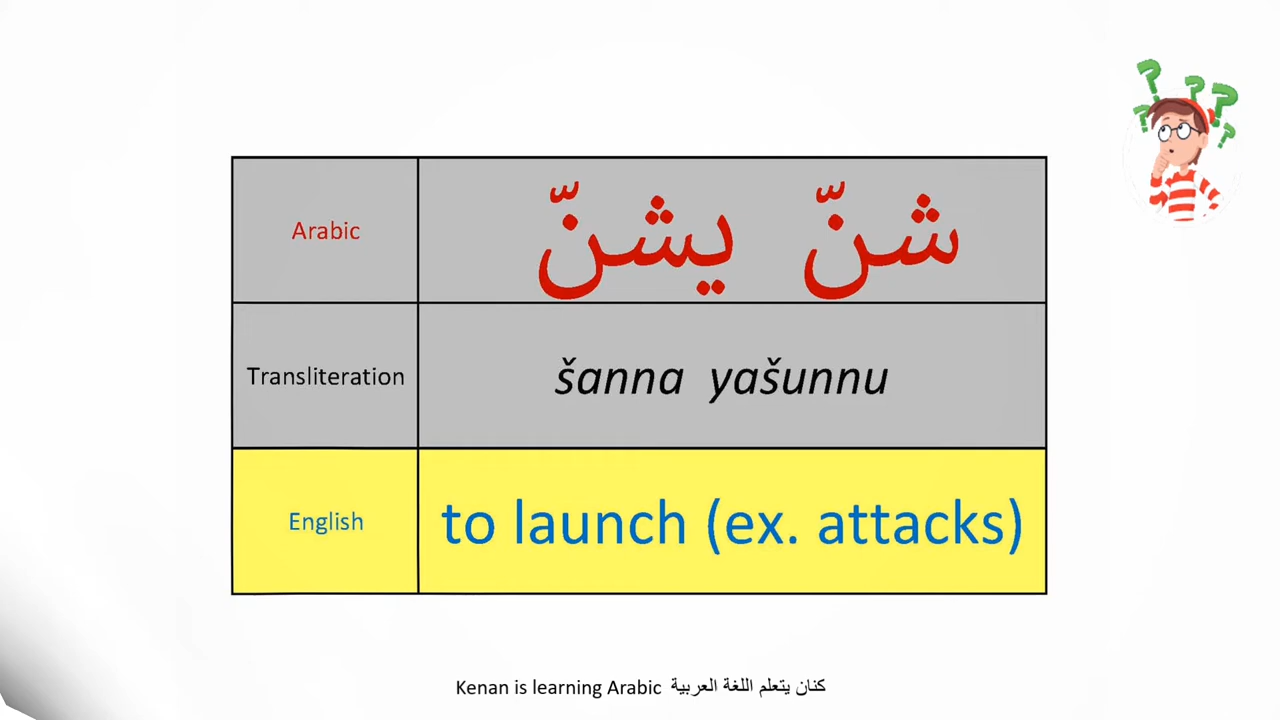 Arabic شنّ يشنّ
Transliteration šanna yašunnu
English to launch (ex. attacks)
Kenan is learning Arabic كنان يتعلم اللغة العربية